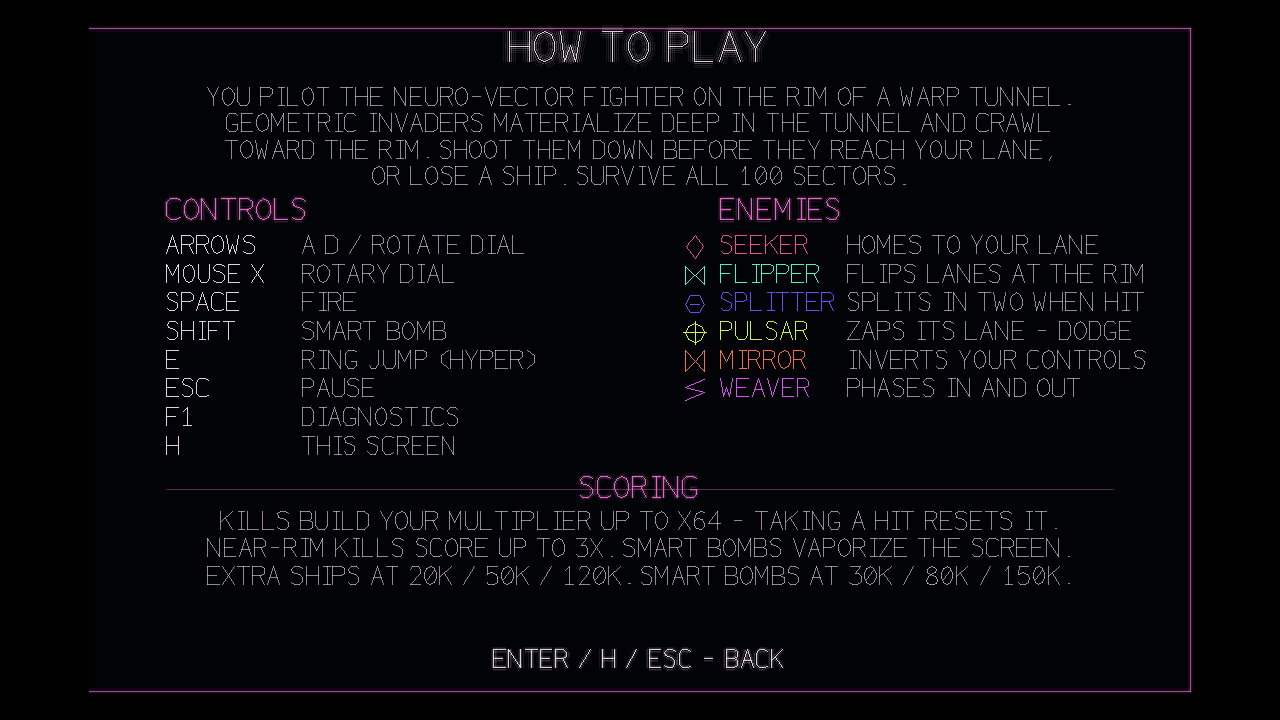 HOW TO PLAY
YOU PILOT THE NEURO-VECTOR FIGHTER ON THE RIM OF A WARP TUNNEL.
GEOMETRIC INVADERS MATERIALIZE DEEP IN THE TUNNEL AND CRAWL
TOWARD THE RIM. SHOOT THEM DOWN BEFORE THEY REACH YOUR LANE,
OR LOSE A SHIP. SURVIVE ALL 100 SECTORS.
CONTROLS
ARROWS A D / ROTATE DIAL
MOUSE X ROTARY DIAL
SPACE FIRE
SHIFT SMART BOMB
E RING JUMP (HYPER)
ESC PAUSE
F1 DIAGNOSTICS
H THIS SCREEN
ENEMIES
SEEKER HOMES TO YOUR LANE
FLIPPER FLIPS LANES AT THE RIM
SPLITTER SPLITS IN TWO WHEN HIT
PULSAR ZAPS ITS LANE - DODGE
MIRROR INVERTS YOUR CONTROLS
WEAVER PHASES IN AND OUT
SCORING
KILLS BUILD YOUR MULTIPLIER UP TO X64 - TAKING A HIT RESETS IT.
NEAR-RIM KILLS SCORE UP TO 3X. SMART BOMBS VAPORIZE THE SCREEN.
EXTRA SHIPS AT 20K / 50K / 120K. SMART BOMBS AT 30K / 80K / 150K.
ENTER / H / ESC - BACK